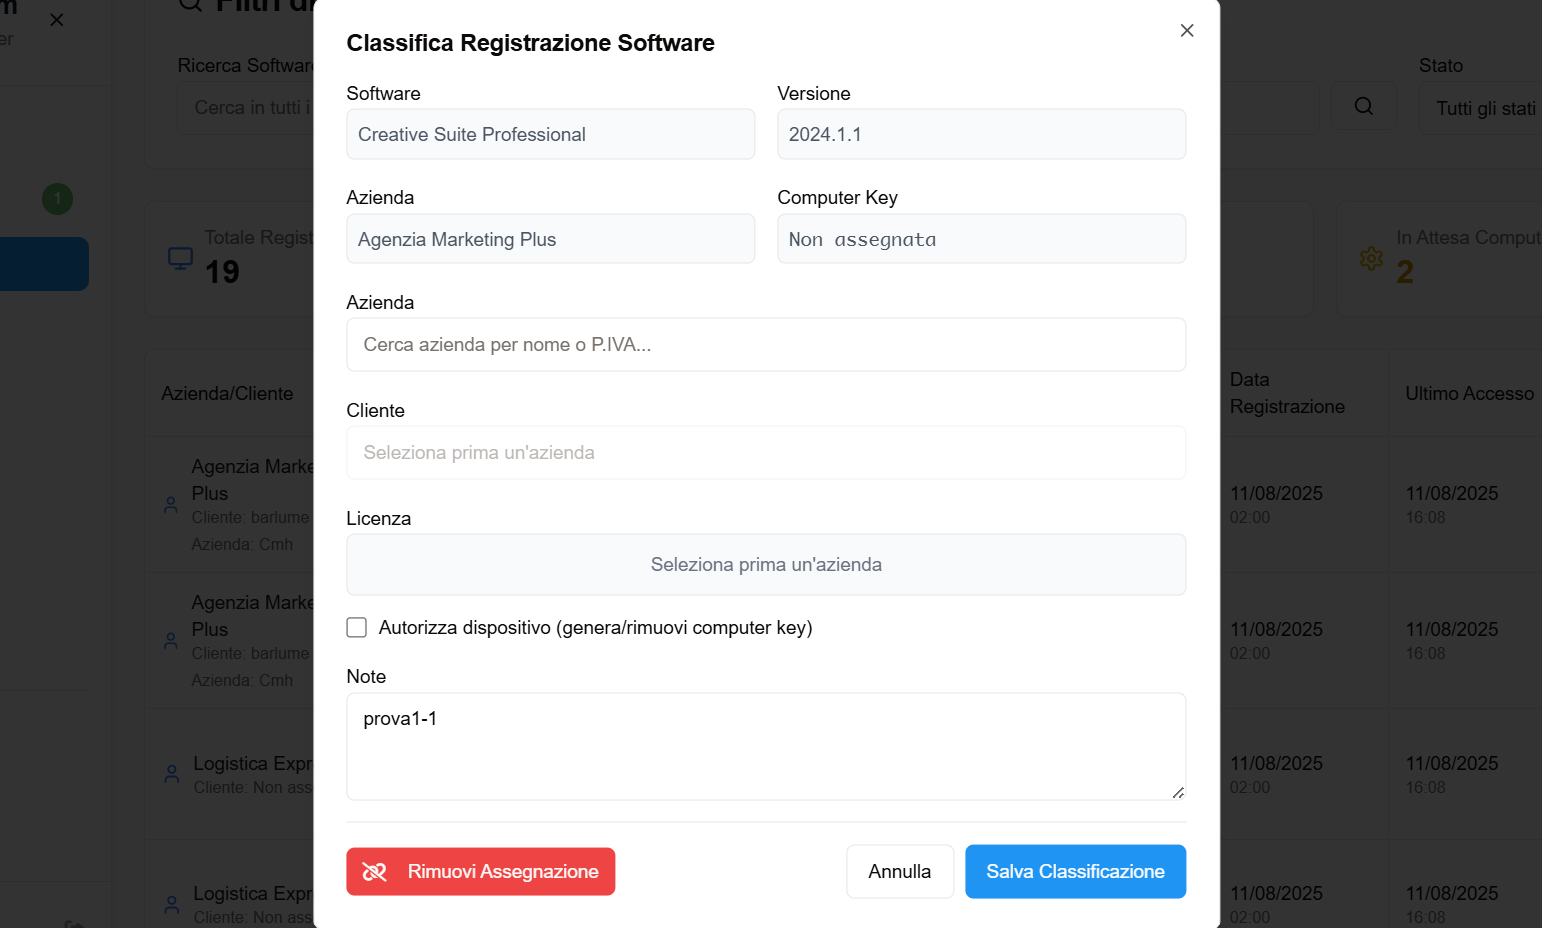 Classifica Registrazione Software
Software
Versione
Creative Suite Professional
2024.1.1
Azienda
Computer Key
Agenzia Marketing Plus
Non assegnata
Azienda
Cerca azienda per nome o P.IVA...
Cliente
Seleziona prima un'azienda
Licenza
Seleziona prima un'azienda
Autorizza dispositivo (genera/rimuovi computer key)
Note
prova1-1
Rimuovi Assegnazione
Annulla
Salva Classificazione
er
1
Filtri di
Ricerca Software
Cerca in tutti i
Stato
Tutti gli stati
Totale Regist
19
In Attesa Comput
2
Azienda/Cliente
Data
Registrazione
Ultimo Accesso
Agenzia Marke
Plus
Cliente: bariume
Azienda: Cmh
11/08/2025
02:00
11/08/2025
16:08
Agenzia Marke
Plus
Cliente: bariume
Azienda: Cmh
11/08/2025
02:00
11/08/2025
16:08
Logistica Expr
Cliente: Non ass
11/08/2025
02:00
11/08/2025
16:08
Logistica Expr
Cliente: Non ass
11/08/2025
02:00
11/08/2025
16:08